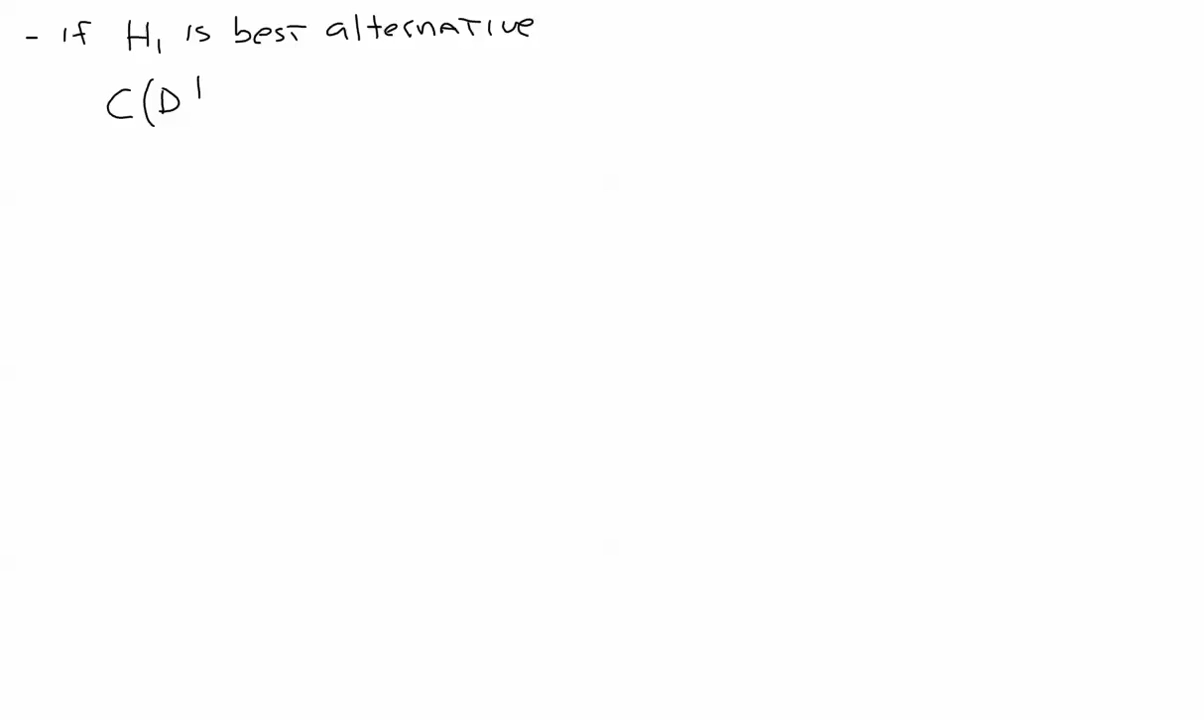 - if H₁ is best alternative
C(D|